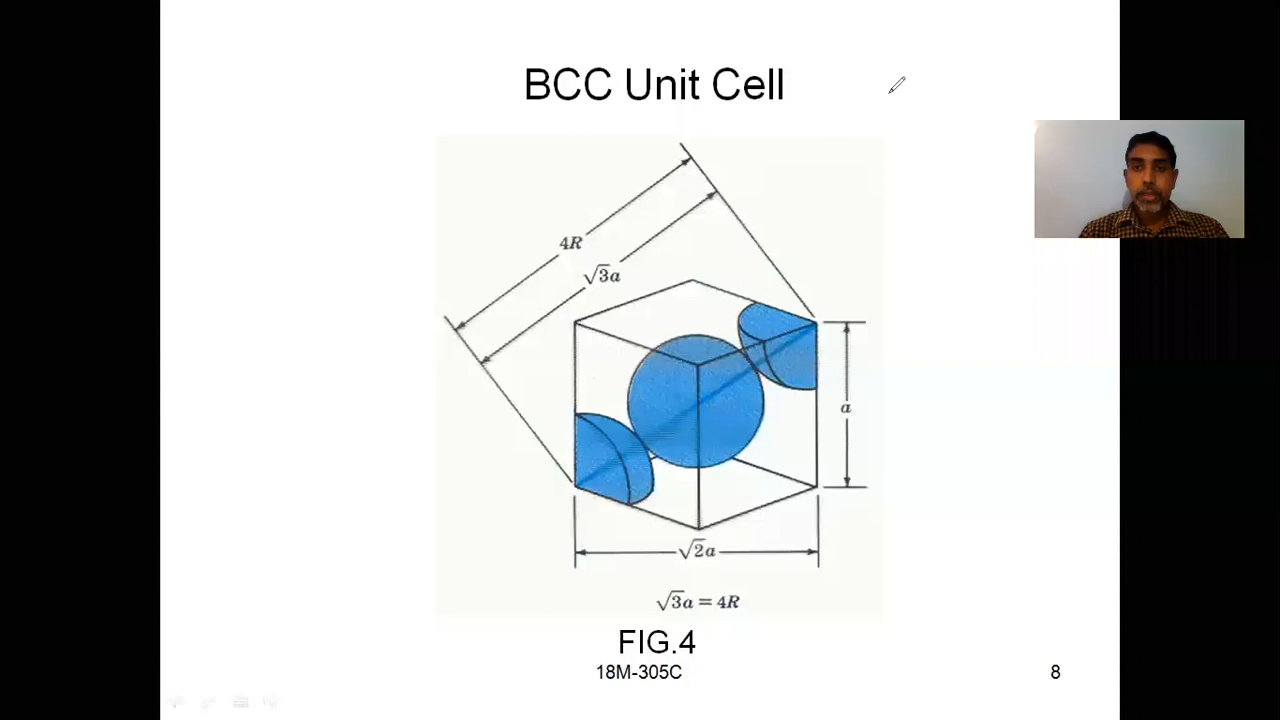 BCC Unit Cell
4R
√3a
a
√2a
√3a = 4R
FIG.4
18M-305C
8